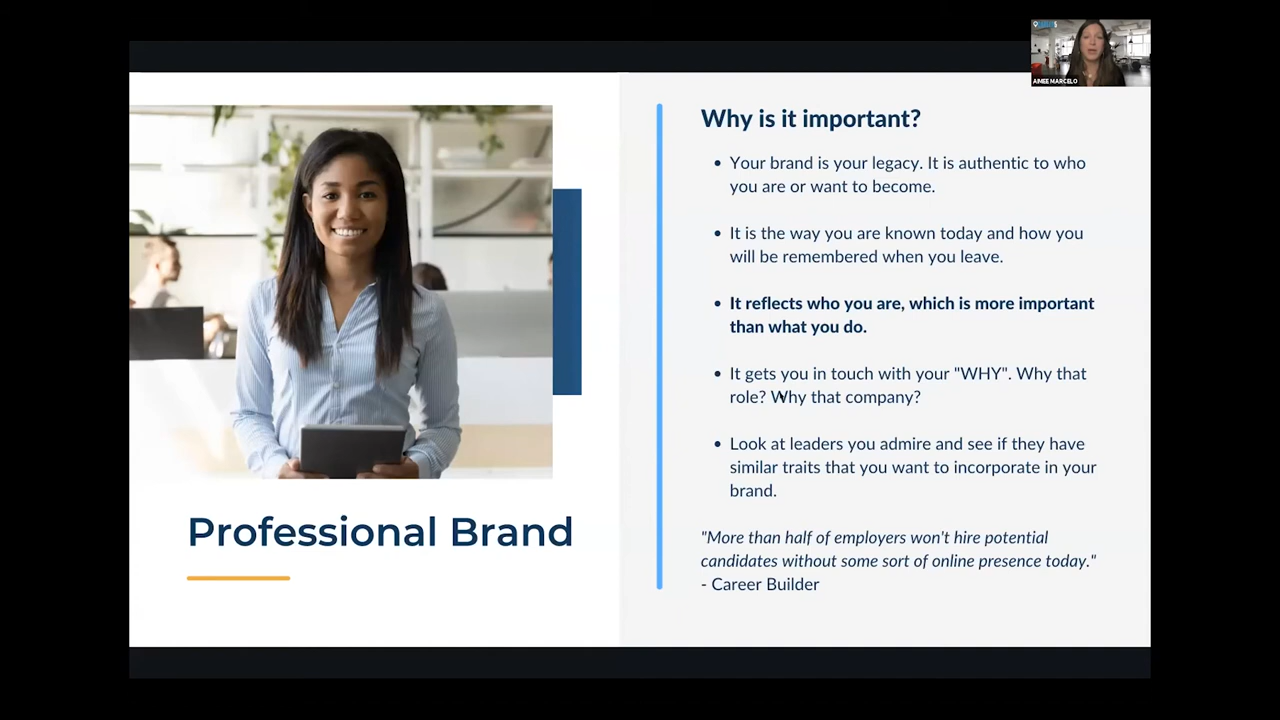 AIMEE MARCELO
Why is it important?
• Your brand is your legacy. It is authentic to who
you are or want to become.
• It is the way you are known today and how you
will be remembered when you leave.
• It reflects who you are, which is more important
than what you do.
• It gets you in touch with your "WHY". Why that
role? Why that company?
• Look at leaders you admire and see if they have
similar traits that you want to incorporate in your
brand.
"More than half of employers won't hire potential
candidates without some sort of online presence today."
- Career Builder
Professional Brand